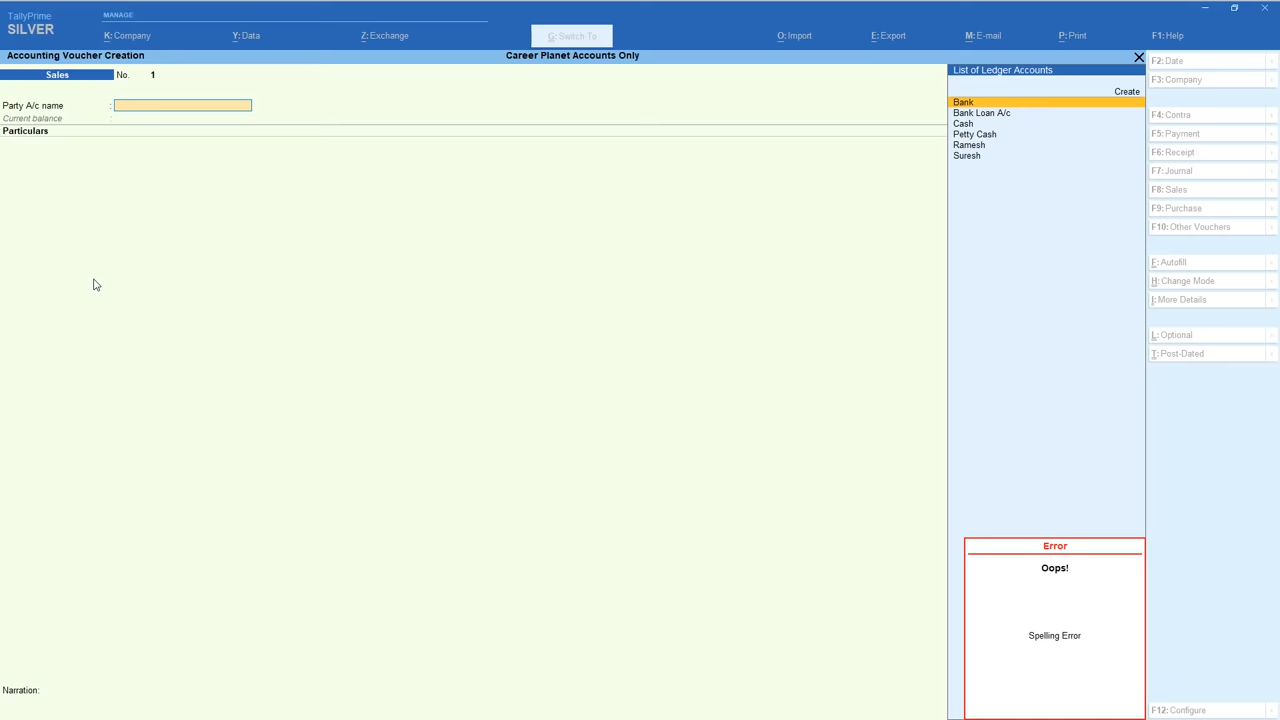 TallyPrime
SILVER
MANAGE
K: Company
Y: Data
Z: Exchange
G: Switch To
O: Import
E: Export
M: E-mail
P: Print
F1: Help
Accounting Voucher Creation
Career Planet Accounts Only
Sales No. 1
Party A/c name :
Current balance :
Particulars
Narration:
List of Ledger Accounts
Create
Bank
Bank Loan A/c
Cash
Petty Cash
Ramesh
Suresh
Error
Oops!
Spelling Error
F2: Date
F3: Company
F4: Contra
F5: Payment
F6: Receipt
F7: Journal
F8: Sales
F9: Purchase
F10: Other Vouchers
F: Autofill
H: Change Mode
I: More Details
L: Optional
T: Post-Dated
F12: Configure